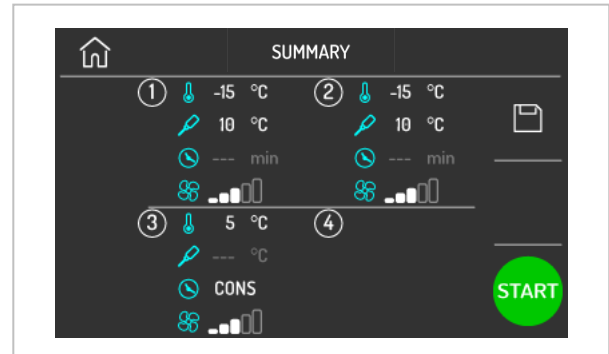 SUMMARY
1 -15 °C 2 -15 °C
10 °C 10 °C
--- min --- min
3 5 °C 4
--- °C
CONS
START